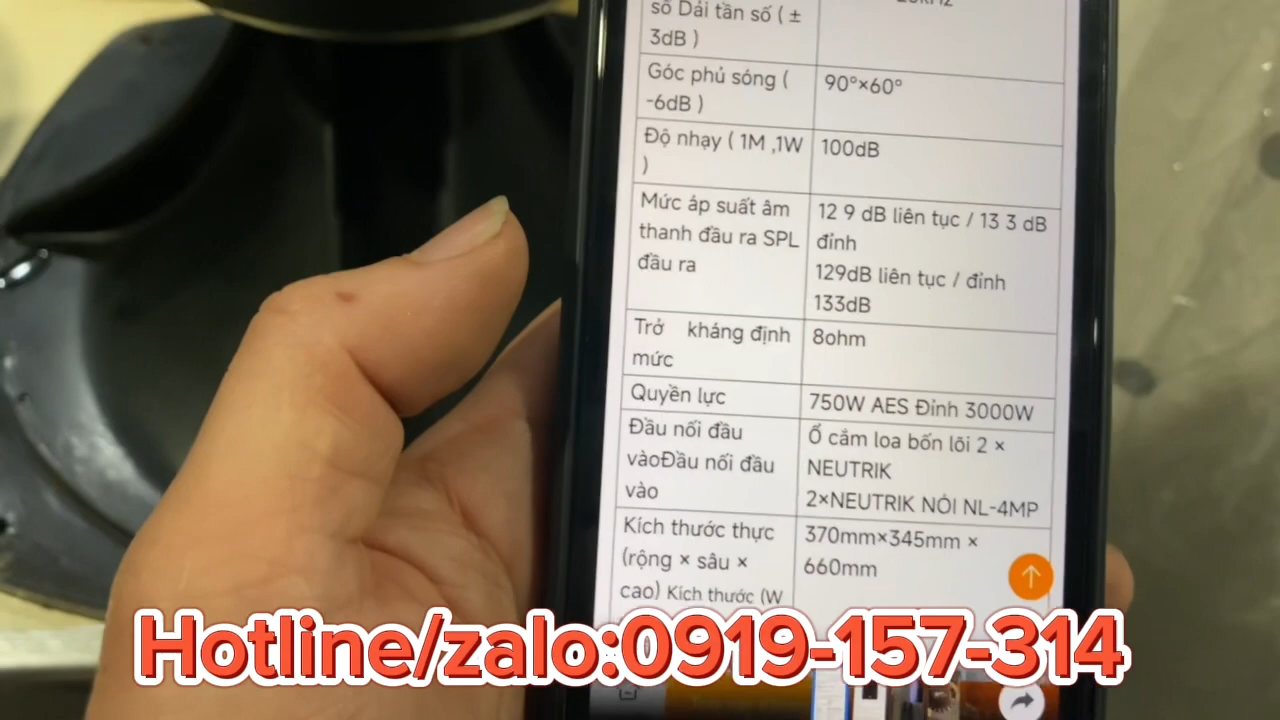 số Dải tần số ( ±
3dB )
Góc phủ sóng (
-6dB )
90°×60°
Độ nhạy ( 1M ,1W
)
100dB
Mức áp suất âm
thanh đầu ra SPL
đầu ra
12 9 dB liên tục / 13 3 dB
đỉnh
129dB liên tục / đỉnh
133dB
Trở kháng định
mức
8ohm
Quyền lực
750W AES Đỉnh 3000W
Đầu nối đầu
vàoĐầu nối đầu
vào
Ổ cắm loa bốn lõi 2 ×
NEUTRIK
2×NEUTRIK NÓI NL-4MP
Kích thước thực
(rộng × sâu ×
cao) Kích thước (W
370mm×345mm ×
660mm
Hotline/zalo:0919-157-314